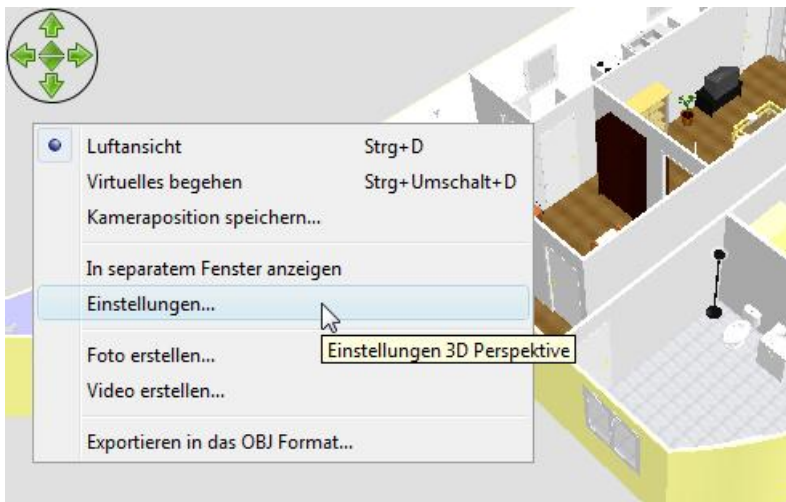 Luftansicht Strg+D
Virtuelles begehen Strg+Umschalt+D
Kameraposition speichern...
In separatem Fenster anzeigen
Einstellungen...
Einstellungen 3D Perspektive
Foto erstellen...
Video erstellen...
Exportieren in das OBJ Format...